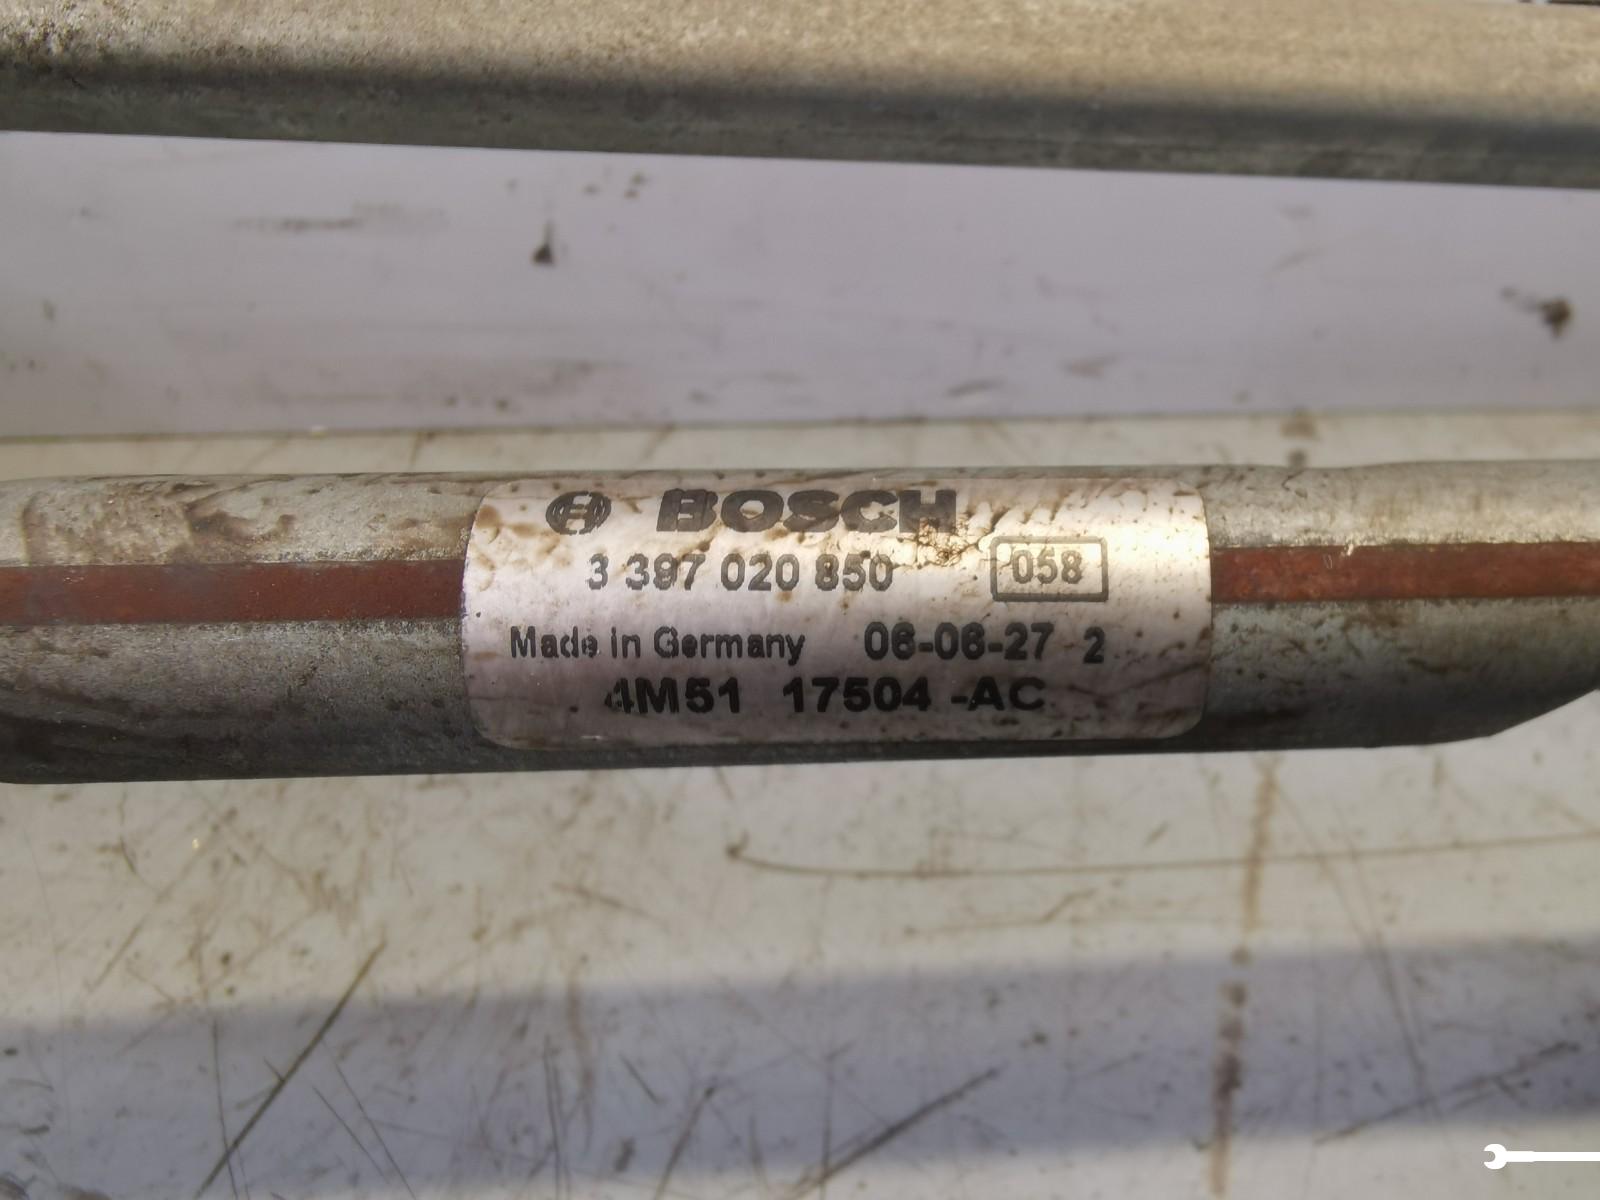 BOSCH
3 397 020 850 058
Made in Germany 06-06-27 2
4M51 17504 -AC